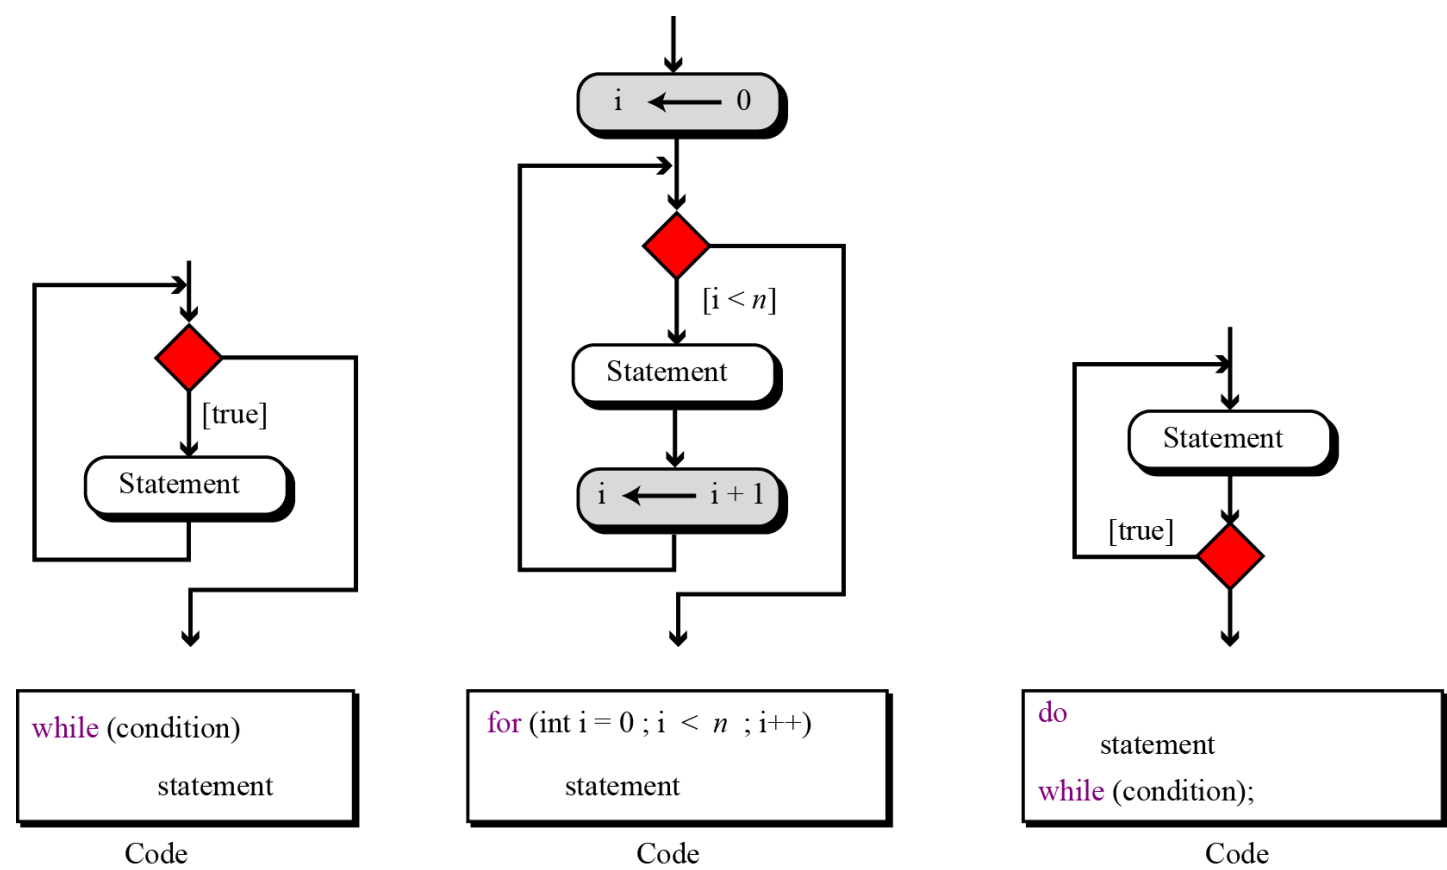 [true]
Statement
while (condition)
statement
Code
i ← 0
[i < n]
Statement
i ← i + 1
for (int i = 0 ; i < n ; i++)
statement
Code
Statement
[true]
do
statement
while (condition);
Code